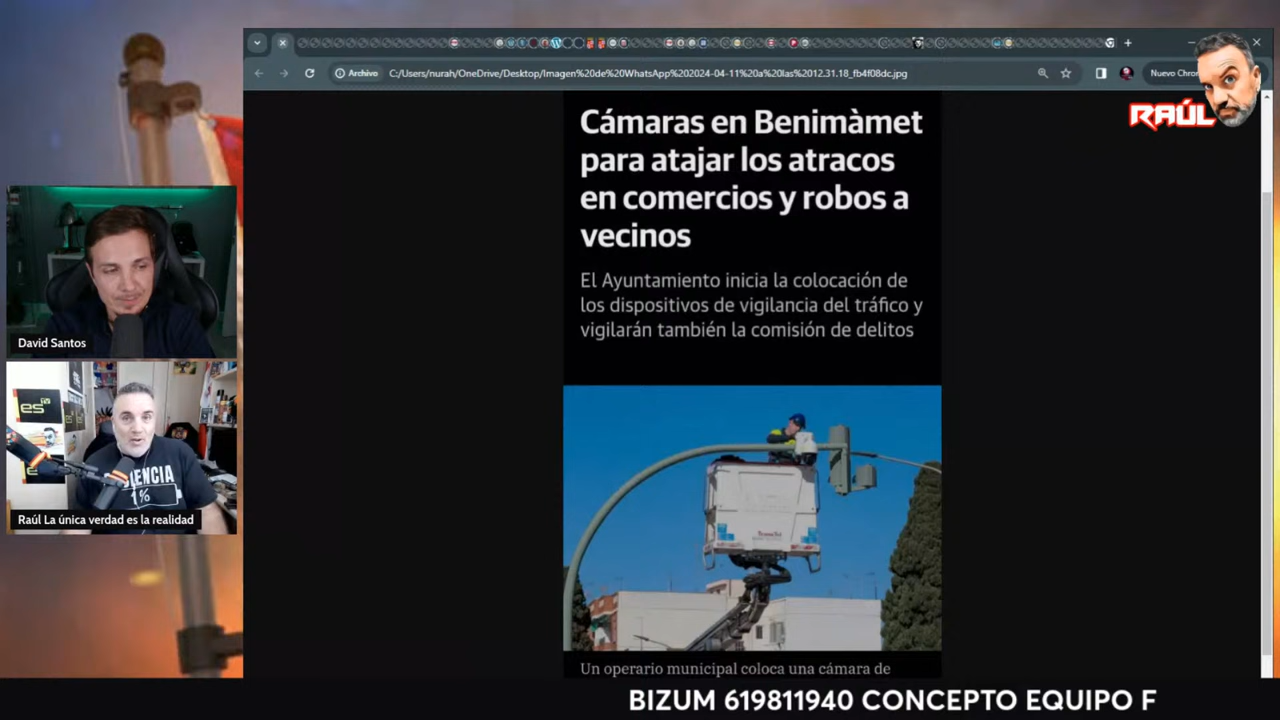 Archivo
C:/Users/nurah/OneDrive/Desktop/Imagen%20de%20WhatsApp%202024-04-11%20a%20las%2012.31.18_fb4f08dc.jpg
Nuevo Chrom
RAÚL
Cámaras en Benimàmet
para atajar los atracos
en comercios y robos a
vecinos
El Ayuntamiento inicia la colocación de
los dispositivos de vigilancia del tráfico y
vigilarán también la comisión de delitos
David Santos
es
LENCIA
1%
Raúl La única verdad es la realidad
Un operario municipal coloca una cámara de
BIZUM 619811940 CONCEPTO EQUIPO F